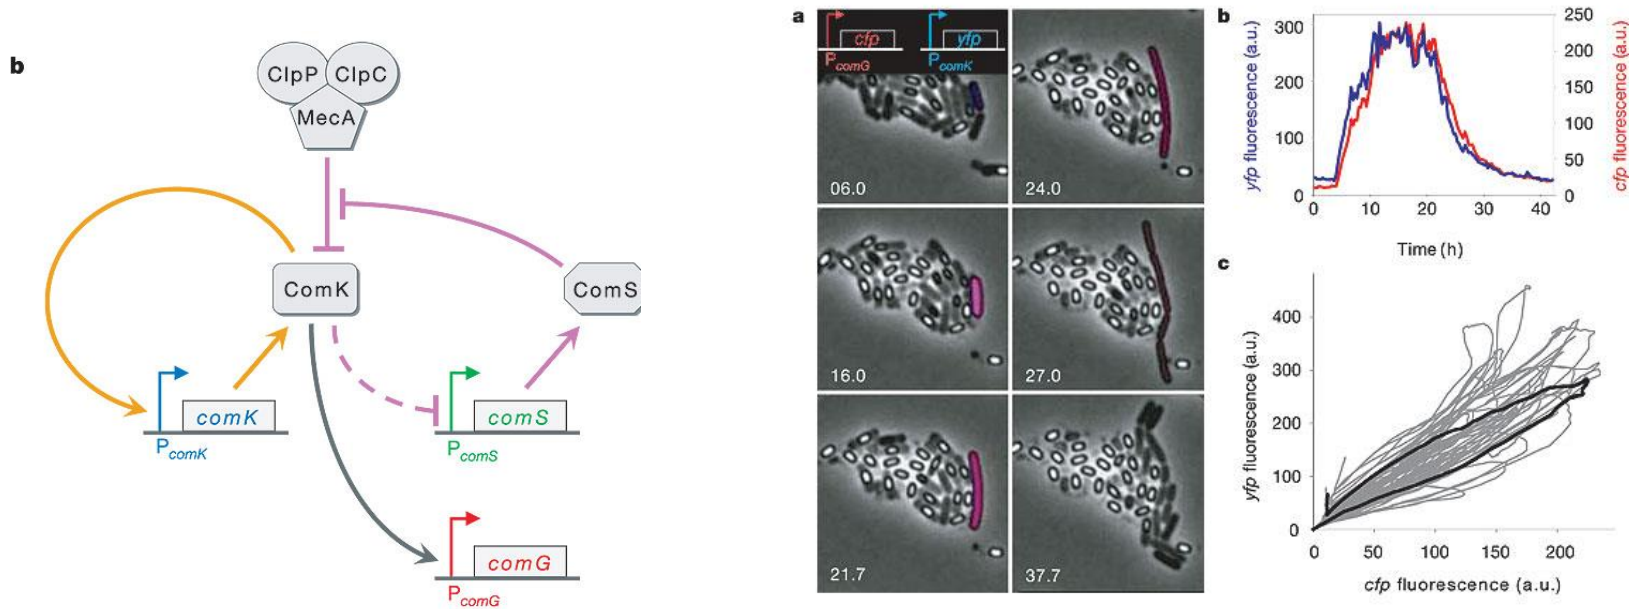 b
ClpP
ClpC
MecA
ComK
ComS
comK
PcomK
comS
PcomS
comG
PcomG
a
cfp
PcomG
yfp
PcomK
06.0
24.0
16.0
27.0
21.7
37.7
b
yfp fluorescence (a.u.)
300
200
100
0
250
200
150
100
50
0
cfp fluorescence (a.u.)
0 10 20 30 40
Time (h)
c
yfp fluorescence (a.u.)
400
300
200
100
0
0 50 100 150 200
cfp fluorescence (a.u.)